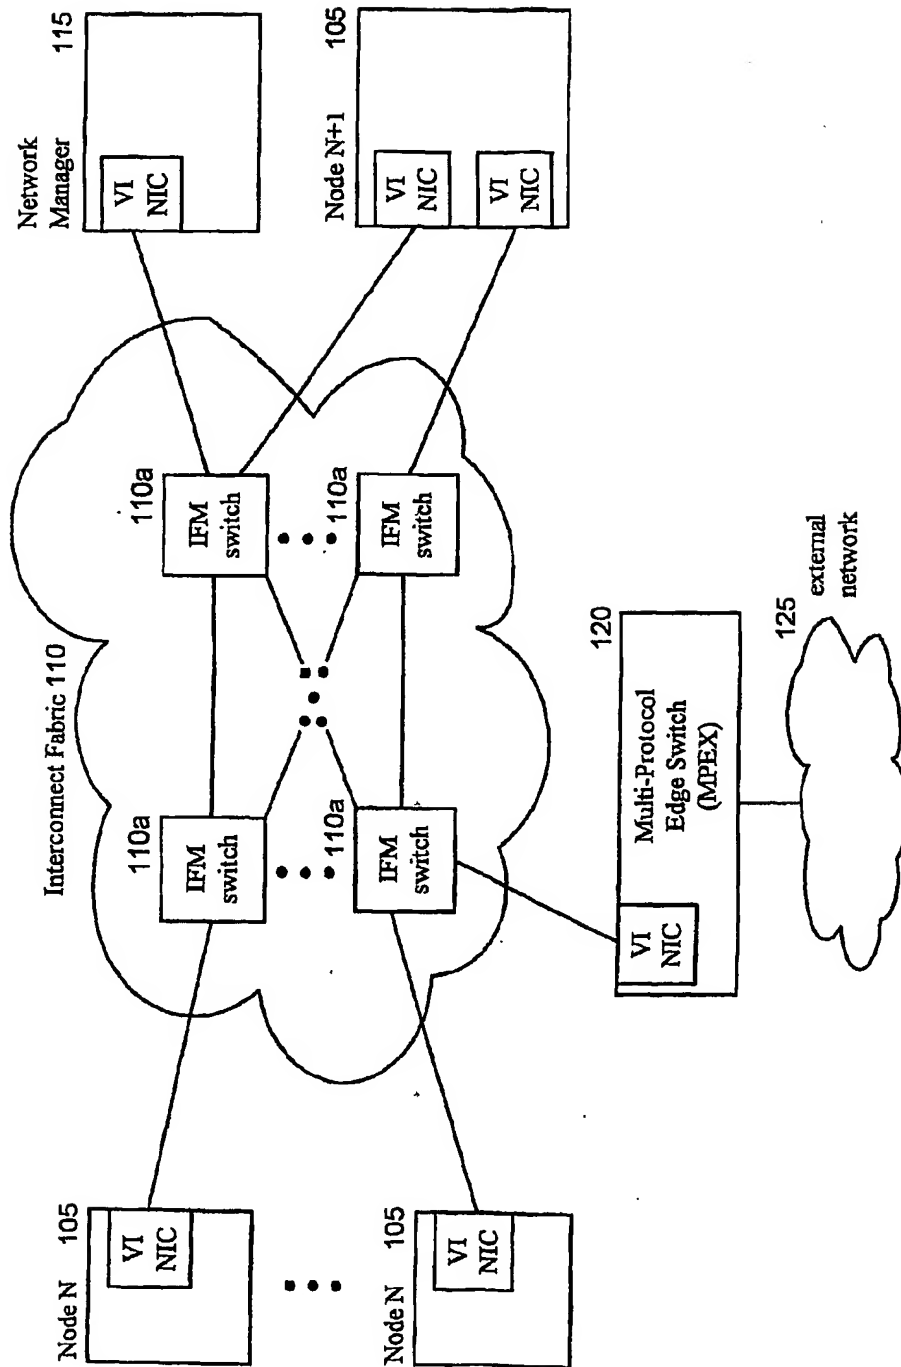 Node N 105
VI
NIC
Node N 105
VI
NIC
Interconnect Fabric 110
110a
IFM
switch
110a
IFM
switch
110a
IFM
switch
110a
IFM
switch
Network
Manager 115
VI
NIC
Node N+1 105
VI
NIC
VI
NIC
120
VI
NIC
Multi-Protocol
Edge Switch
(MPEX)
125
external
network